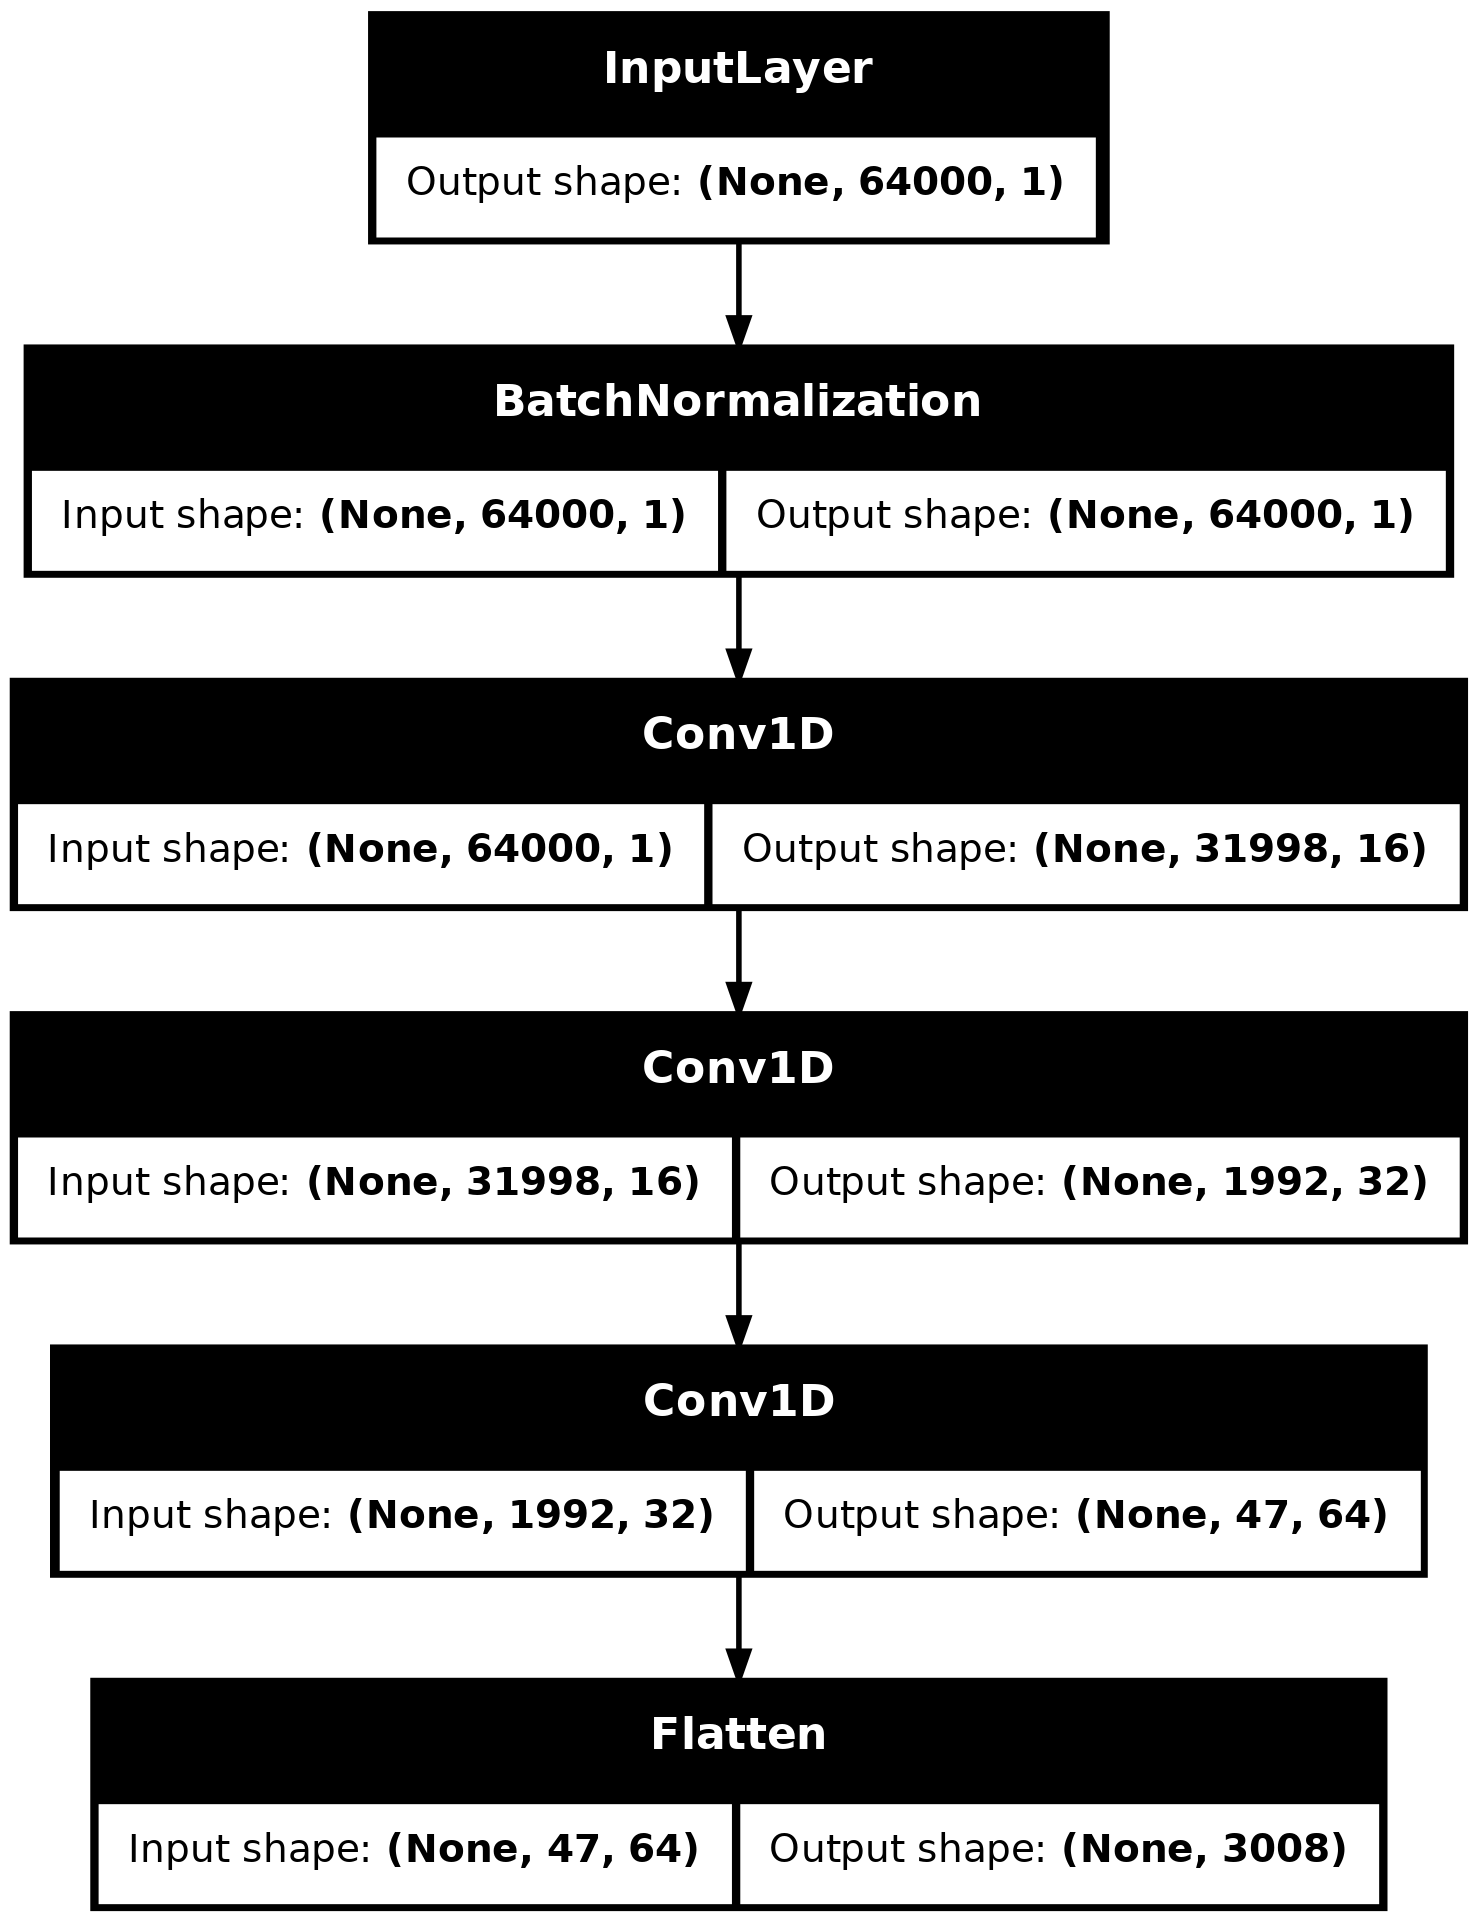 InputLayer
Output shape: (None, 64000, 1)
BatchNormalization
Input shape: (None, 64000, 1) Output shape: (None, 64000, 1)
Conv1D
Input shape: (None, 64000, 1) Output shape: (None, 31998, 16)
Conv1D
Input shape: (None, 31998, 16) Output shape: (None, 1992, 32)
Conv1D
Input shape: (None, 1992, 32) Output shape: (None, 47, 64)
Flatten
Input shape: (None, 47, 64) Output shape: (None, 3008)